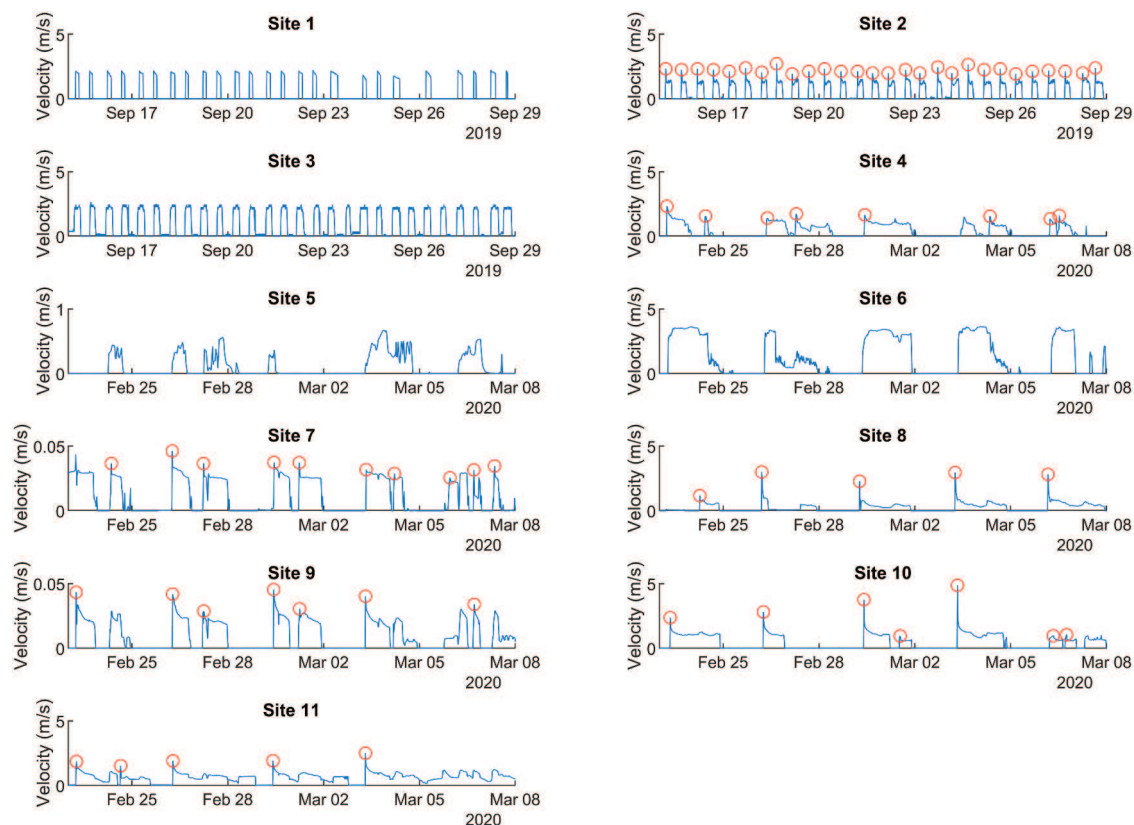 Site 1
Velocity (m/s)
5
0
Sep 17 Sep 20 Sep 23 Sep 26 Sep 29
2019
Site 2
Velocity (m/s)
5
0
Sep 17 Sep 20 Sep 23 Sep 26 Sep 29
2019
Site 3
Velocity (m/s)
5
0
Sep 17 Sep 20 Sep 23 Sep 26 Sep 29
2019
Site 4
Velocity (m/s)
5
0
Feb 25 Feb 28 Mar 02 Mar 05 Mar 08
2020
Site 5
Velocity (m/s)
1
0
Feb 25 Feb 28 Mar 02 Mar 05 Mar 08
2020
Site 6
Velocity (m/s)
5
0
Feb 25 Feb 28 Mar 02 Mar 05 Mar 08
2020
Site 7
Velocity (m/s)
0.05
0
Feb 25 Feb 28 Mar 02 Mar 05 Mar 08
2020
Site 8
Velocity (m/s)
5
0
Feb 25 Feb 28 Mar 02 Mar 05 Mar 08
2020
Site 9
Velocity (m/s)
0.05
0
Feb 25 Feb 28 Mar 02 Mar 05 Mar 08
2020
Site 10
Velocity (m/s)
5
0
Feb 25 Feb 28 Mar 02 Mar 05 Mar 08
2020
Site 11
Velocity (m/s)
5
0
Feb 25 Feb 28 Mar 02 Mar 05 Mar 08
2020